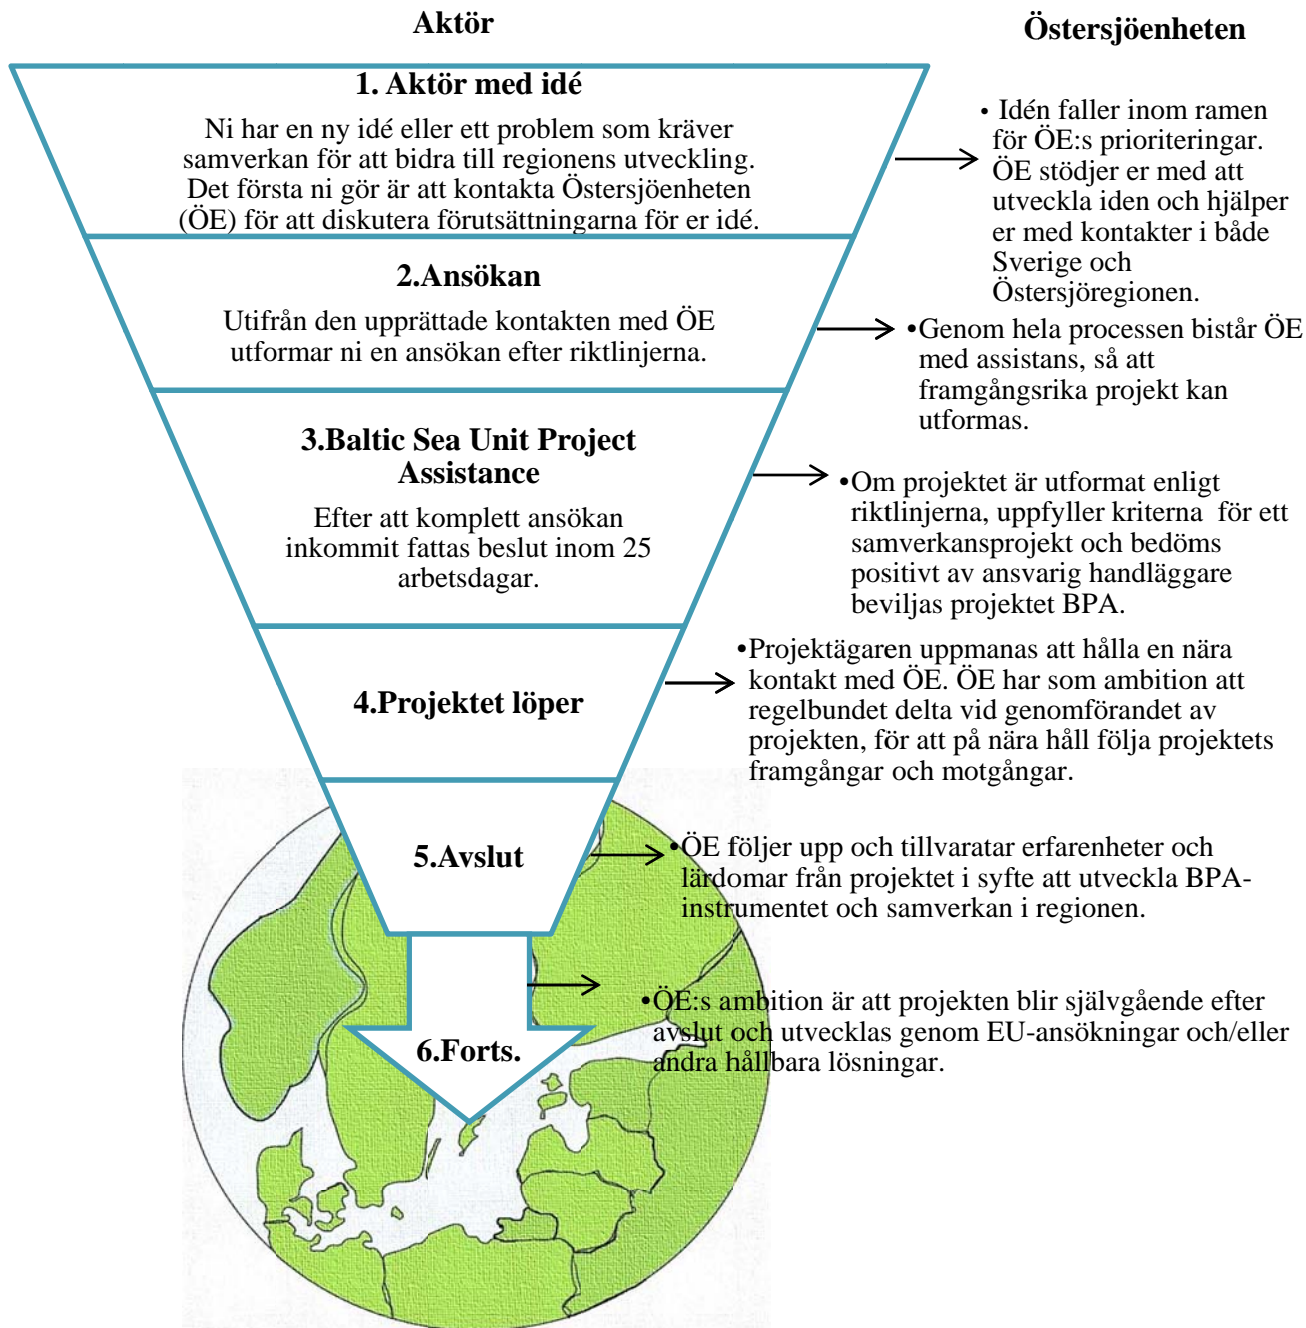 Aktör
Östersjöenheten
1. Aktör med idé
Ni har en ny idé eller ett problem som kräver
samverkan för att bidra till regionens utveckling.
Det första ni gör är att kontakta Östersjöenheten
(ÖE) för att diskutera förutsättningarna för er idé.
• Idén faller inom ramen
för ÖE:s prioriteringar.
ÖE stödjer er med att
utveckla iden och hjälper
er med kontakter i både
Sverige och
Östersjöregionen.
2.Ansökan
Utifrån den upprättade kontakten med ÖE
utformar ni en ansökan efter riktlinjerna.
•Genom hela processen bistår ÖE
med assistans, så att
framgångsrika projekt kan
utformas.
3.Baltic Sea Unit Project
Assistance
Efter att komplett ansökan
inkommit fattas beslut inom 25
arbetsdagar.
•Om projektet är utformat enligt
riktlinjerna, uppfyller kriterna för ett
samverkansprojekt och bedöms
positivt av ansvarig handläggare
beviljas projektet BPA.
4.Projektet löper
•Projektägaren uppmanas att hålla en nära
kontakt med ÖE. ÖE har som ambition att
regelbundet delta vid genomförandet av
projekten, för att på nära håll följa projektets
framgångar och motgångar.
5.Avslut
•ÖE följer upp och tillvaratar erfarenheter och
lärdomar från projektet i syfte att utveckla BPA-
instrumentet och samverkan i regionen.
6.Forts.
•ÖE:s ambition är att projekten blir självgående efter
avslut och utvecklas genom EU-ansökningar och/eller
andra hållbara lösningar.